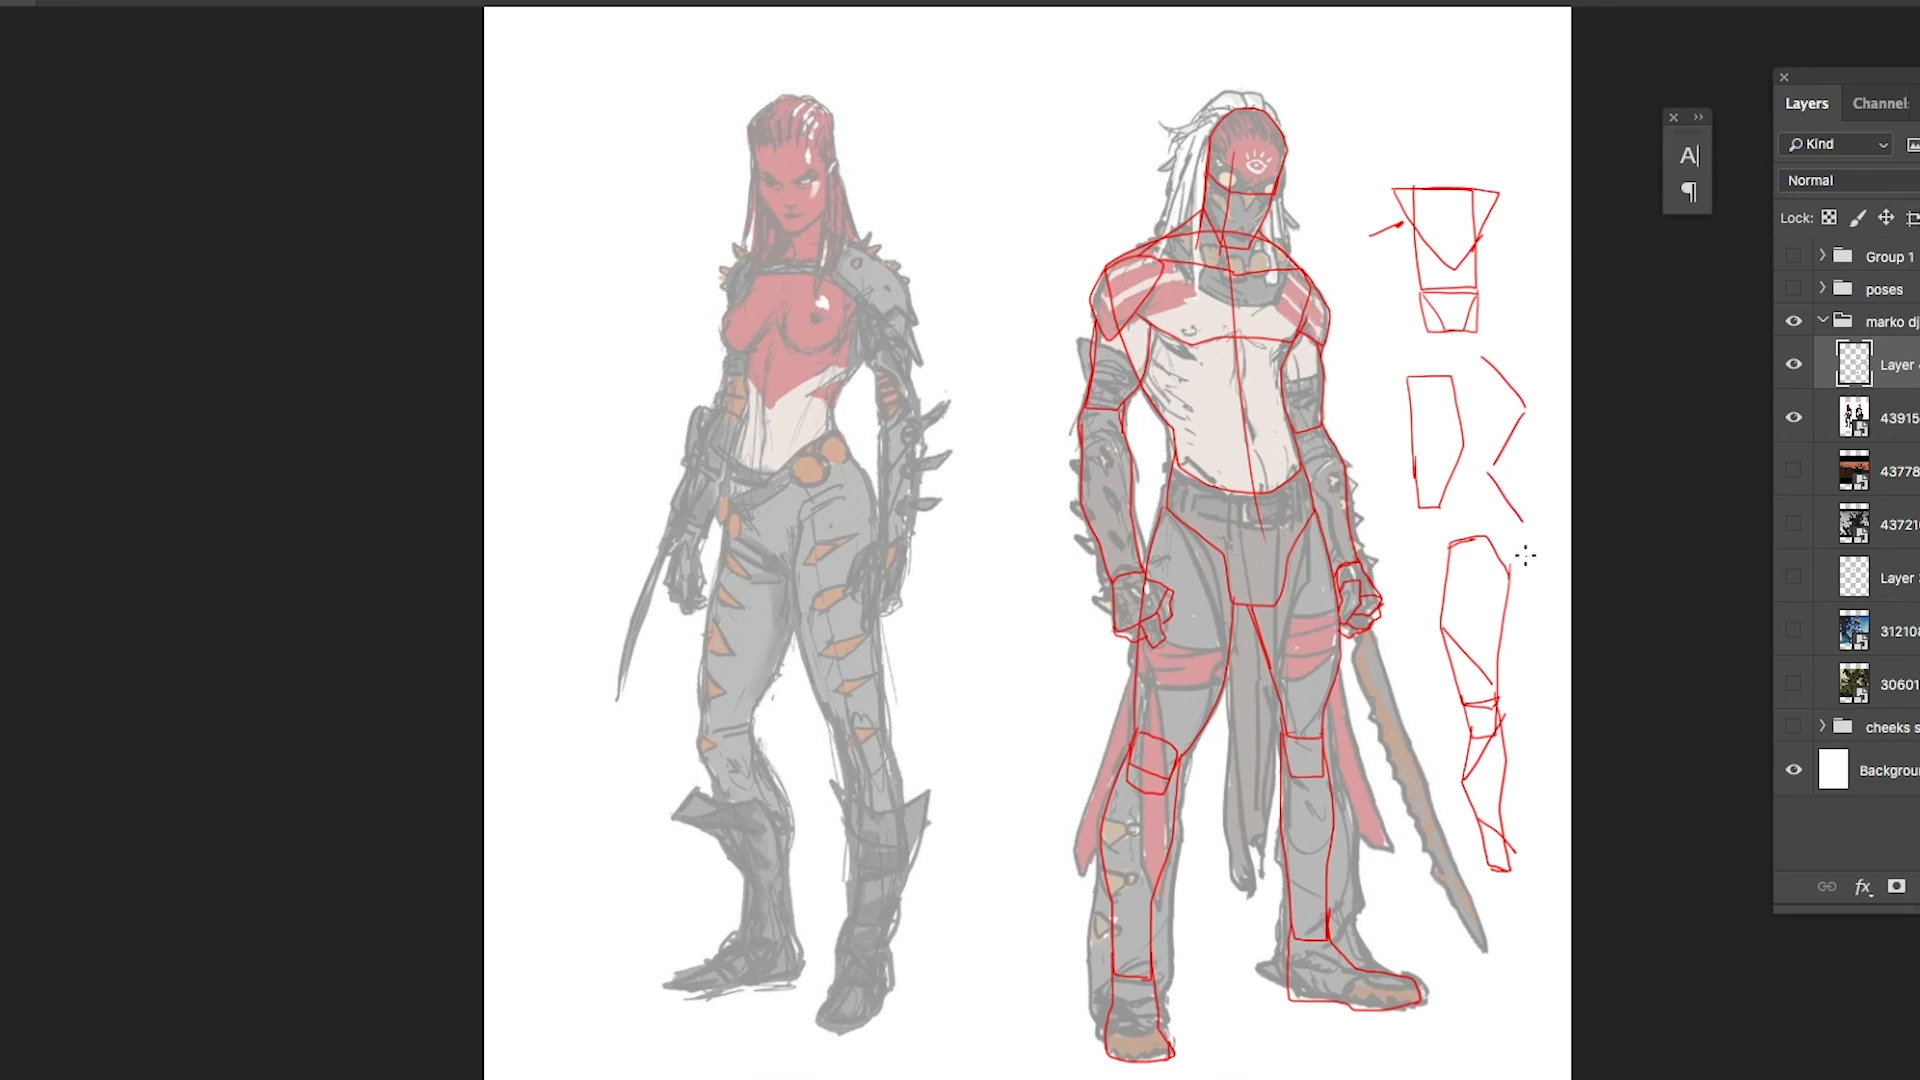 Layers Channel
Kind
Normal
Lock:
Group 1
poses
marko dj
Layer
43915
43778
43721
Layer
31210
30601
cheeks s
Backgrou
fx
A|
¶